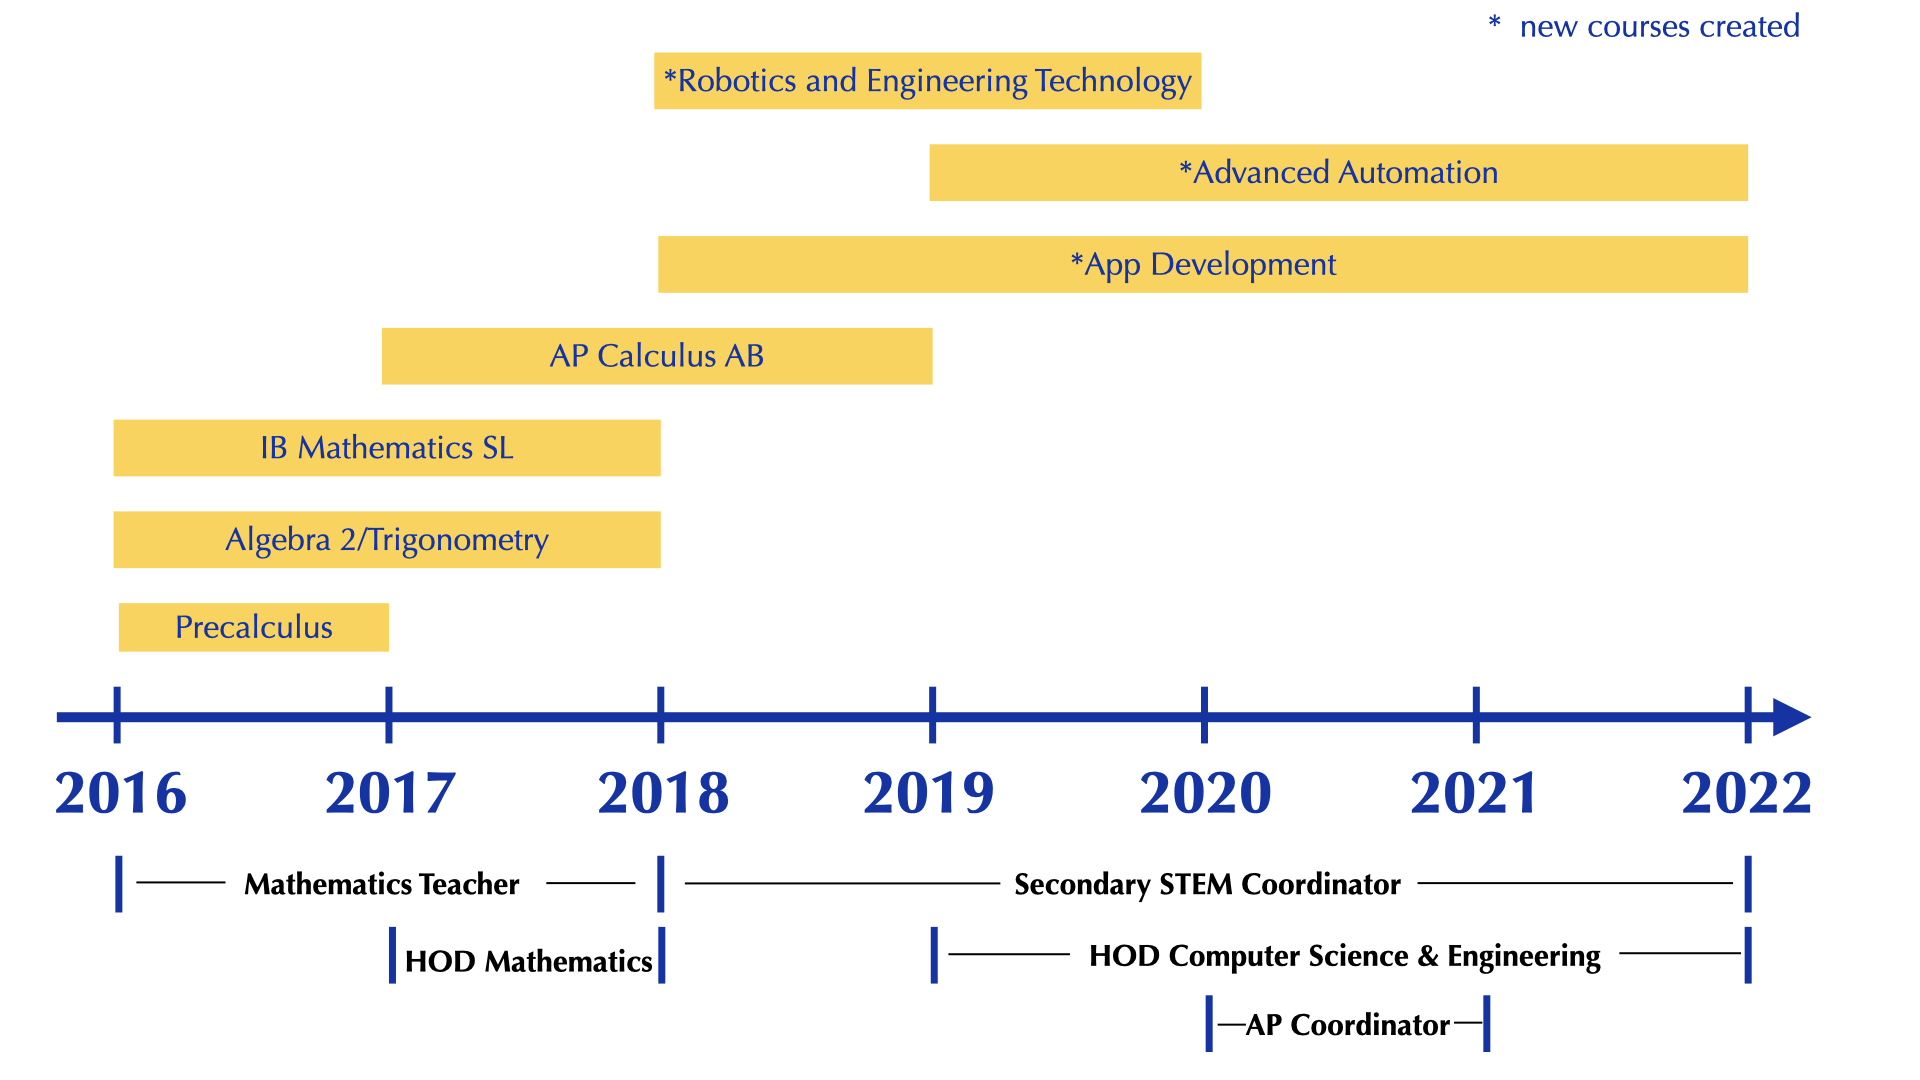 * new courses created
*Robotics and Engineering Technology
*Advanced Automation
*App Development
AP Calculus AB
IB Mathematics SL
Algebra 2/Trigonometry
Precalculus
2016 2017 2018 2019 2020 2021 2022
Mathematics Teacher Secondary STEM Coordinator
HOD Mathematics HOD Computer Science & Engineering
AP Coordinator